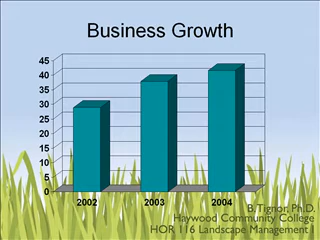 Business Growth
45
40
35
30
25
20
15
10
5
0
2002 2003 2004
B. Tignor, Ph.D.
Haywood Community College
HOR 116 Landscape Management I